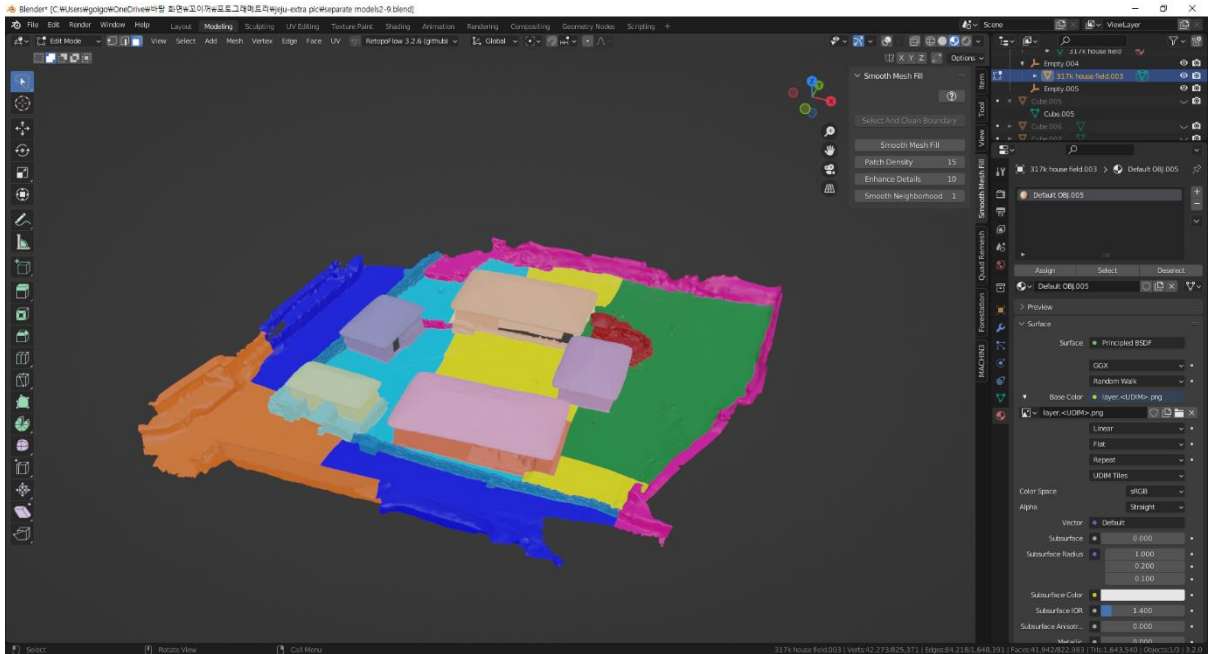 Blender* [C:₩Users₩goigo₩OneDrive₩바탕 화면₩꼬이꺼₩포토그래머트리₩jeju-extra pic₩separate models2-9.blend]
File Edit Render Window Help Layout Modeling Sculpting UV Editing Texture Paint Shading Animation Rendering Compositing Geometry Nodes Scripting + Scene ViewLayer
Edit Mode View Select Add Mesh Vertex Edge Face UV RetopoFlow 3.2.6 (github) Global
X Y Z Options
317k house field
Empty.004
317k house field.003
Empty.005
Cube.005
Cube.005
Cube.006
Cube.007
Smooth Mesh Fill
Select And Clean Boundary
Smooth Mesh Fill
Patch Density 15
Enhance Details 10
Smooth Neighborhood 1
Item
Tool
View
Smooth Mesh Fill
Quad Remesh
Forestation
MACHIN3
317k house field.003 > Default OBJ.005
Default OBJ.005
Assign Select Deselect
Default OBJ.005
Preview
Surface
Surface Principled BSDF
GGX
Random Walk
Base Color layer.<UDIM>.png
layer.<UDIM>.png
Linear
Flat
Repeat
UDIM Tiles
Color Space sRGB
Alpha Straight
Vector Default
Subsurface 0.000
Subsurface Radius 1.000
0.200
0.100
Subsurface Color
Subsurface IOR 1.400
Subsurface Anisotr... 0.000
Metallic 0.000
Select Rotate View Call Menu 317k house field.003 | Verts:42,273/825,371 | Edges:84,218/1,648,391 | Faces:41,942/822,983 | Tris:1,643,540 | Objects:1/3 | 3.2.0